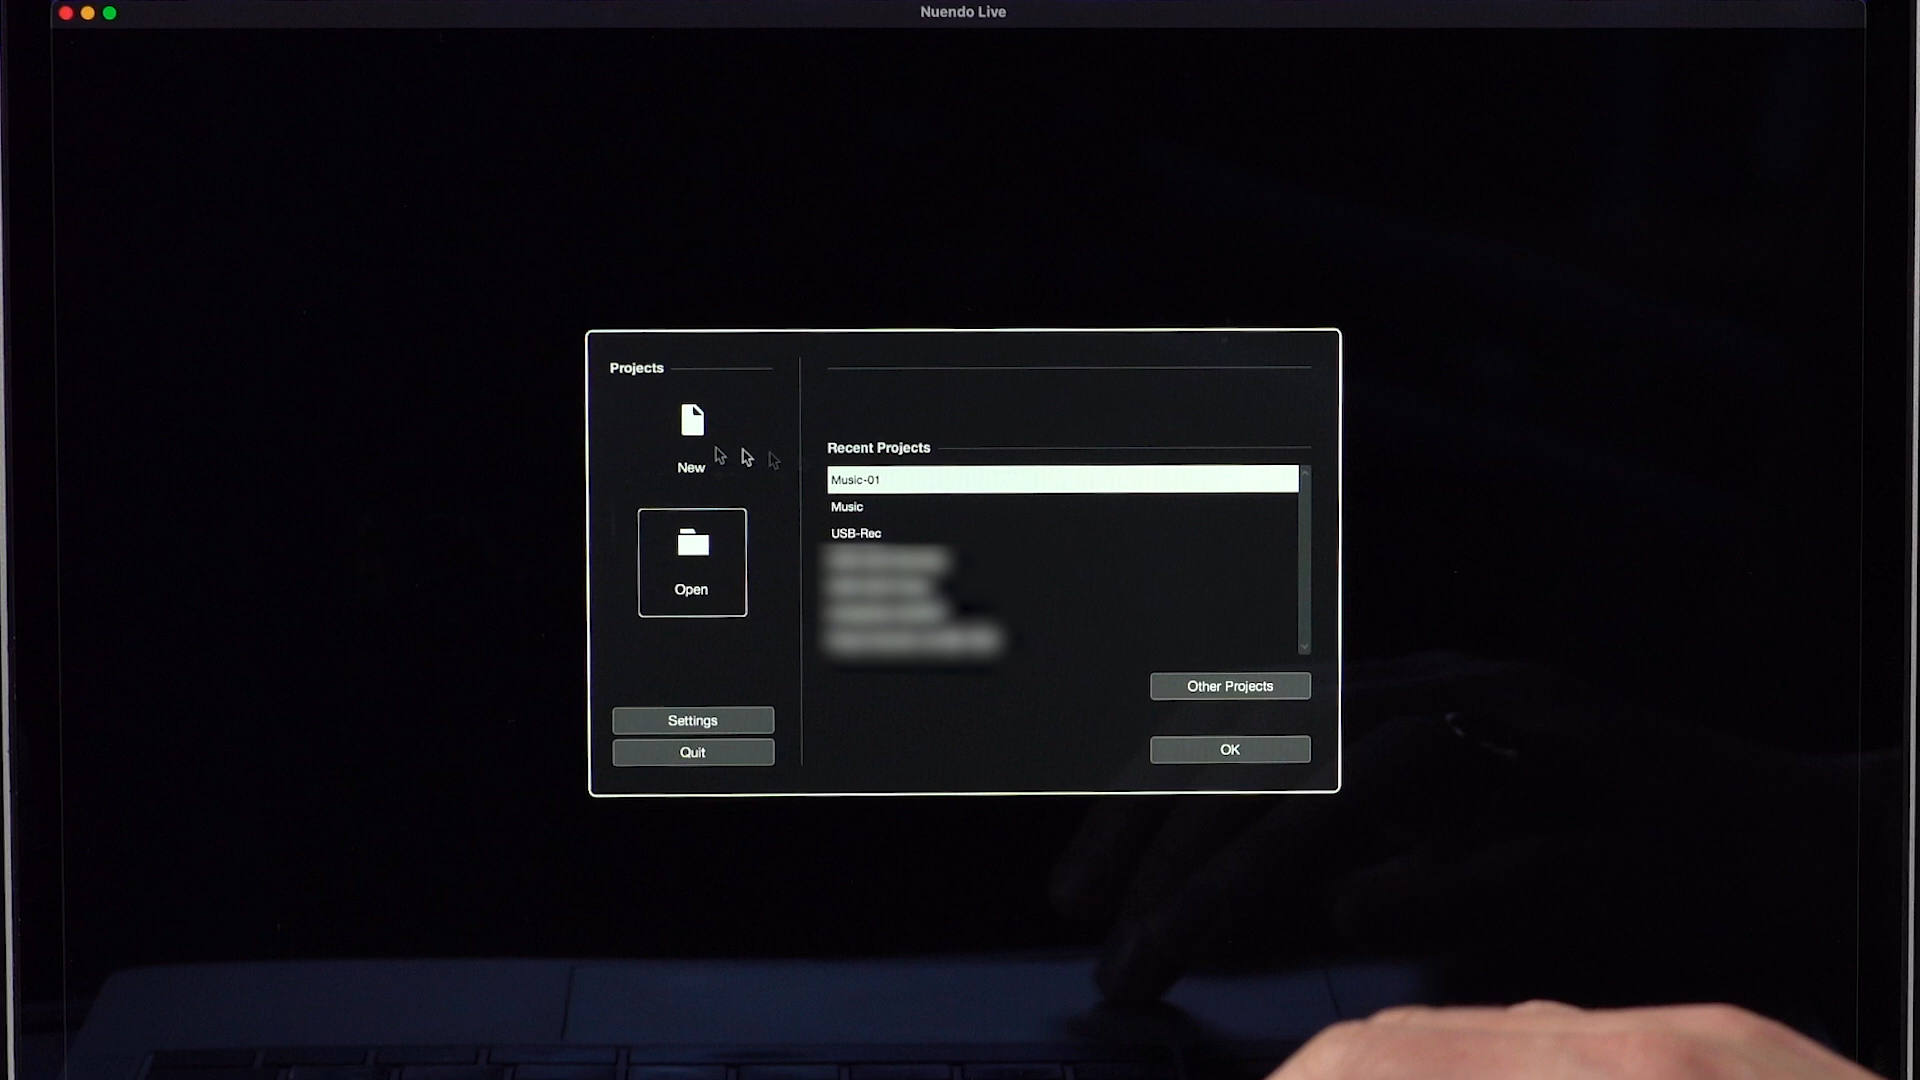 Nuendo Live
Projects
New
Open
Settings
Quit
Recent Projects
Music-01
Music
USB-Rec
Other Projects
OK